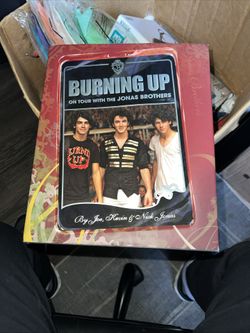 BURNING UP
ON TOUR WITH THE JONAS BROTHERS
By Joe, Kevin & Nick Jonas